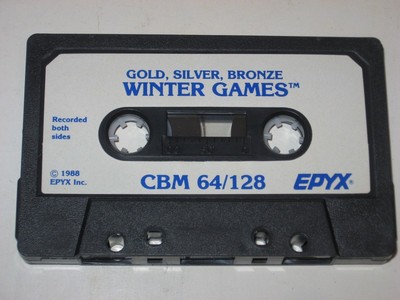 GOLD, SILVER, BRONZE
WINTER GAMES™
Recorded
both
sides
© 1988
EPYX Inc.
CBM 64/128
EPYX®